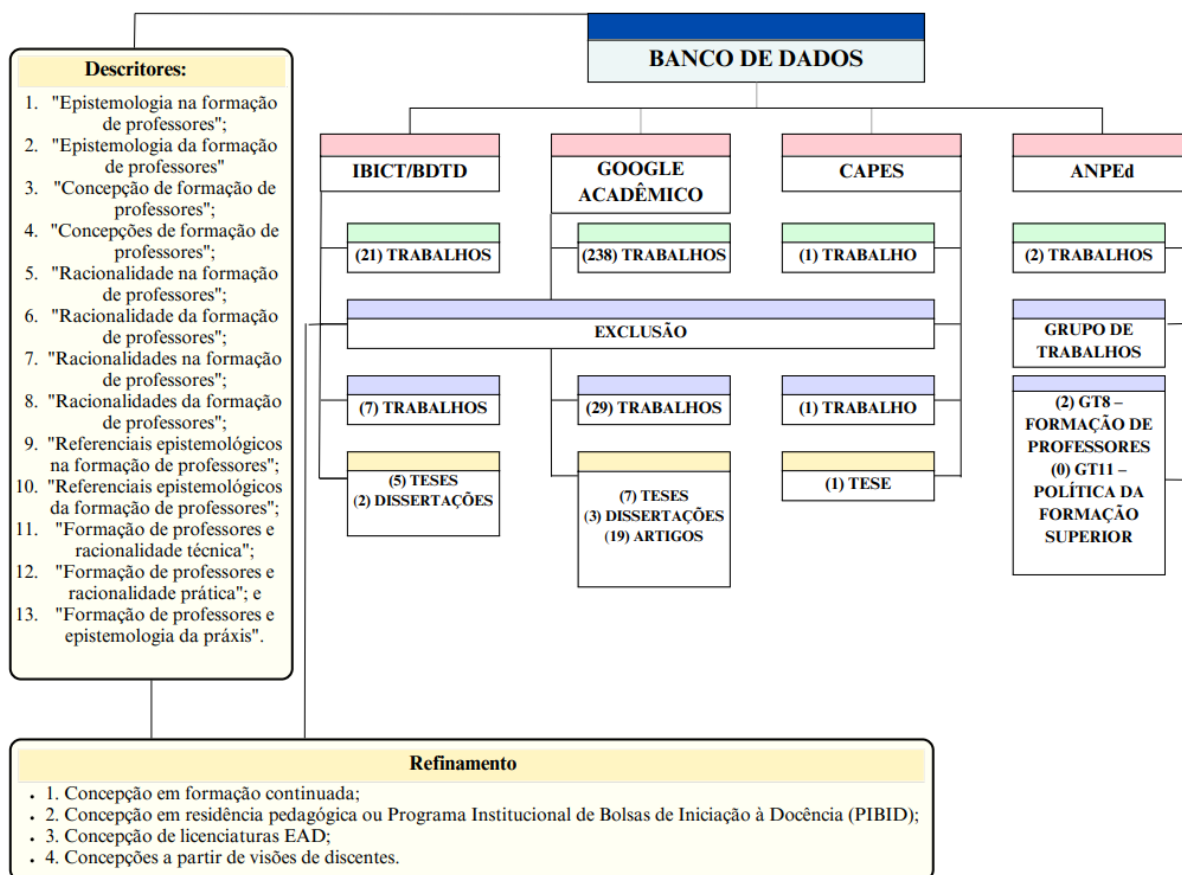 BANCO DE DADOS
Descritores:
1. "Epistemologia na formação
de professores";
2. "Epistemologia da formação
de professores"
3. "Concepção de formação de
professores";
4. "Concepções de formação de
professores";
5. "Racionalidade na formação
de professores";
6. "Racionalidade da formação
de professores";
7. "Racionalidades na formação
de professores";
8. "Racionalidades da formação
de professores";
9. "Referenciais epistemológicos
na formação de professores";
10. "Referenciais epistemológicos
da formação de professores";
11. "Formação de professores e
racionalidade técnica";
12. "Formação de professores e
racionalidade prática"; e
13. "Formação de professores e
epistemologia da práxis".
IBICT/BDTD
GOOGLE
ACADÊMICO
CAPES
ANPEd
(21) TRABALHOS
(238) TRABALHOS
(1) TRABALHO
(2) TRABALHOS
EXCLUSÃO
GRUPO DE
TRABALHOS
(7) TRABALHOS
(29) TRABALHOS
(1) TRABALHO
(2) GT8 –
FORMAÇÃO DE
PROFESSORES
(0) GT11 –
POLÍTICA DA
FORMAÇÃO
SUPERIOR
(5) TESES
(2) DISSERTAÇÕES
(7) TESES
(3) DISSERTAÇÕES
(19) ARTIGOS
(1) TESE
Refinamento
• 1. Concepção em formação continuada;
• 2. Concepção em residência pedagógica ou Programa Institucional de Bolsas de Iniciação à Docência (PIBID);
• 3. Concepção de licenciaturas EAD;
• 4. Concepções a partir de visões de discentes.